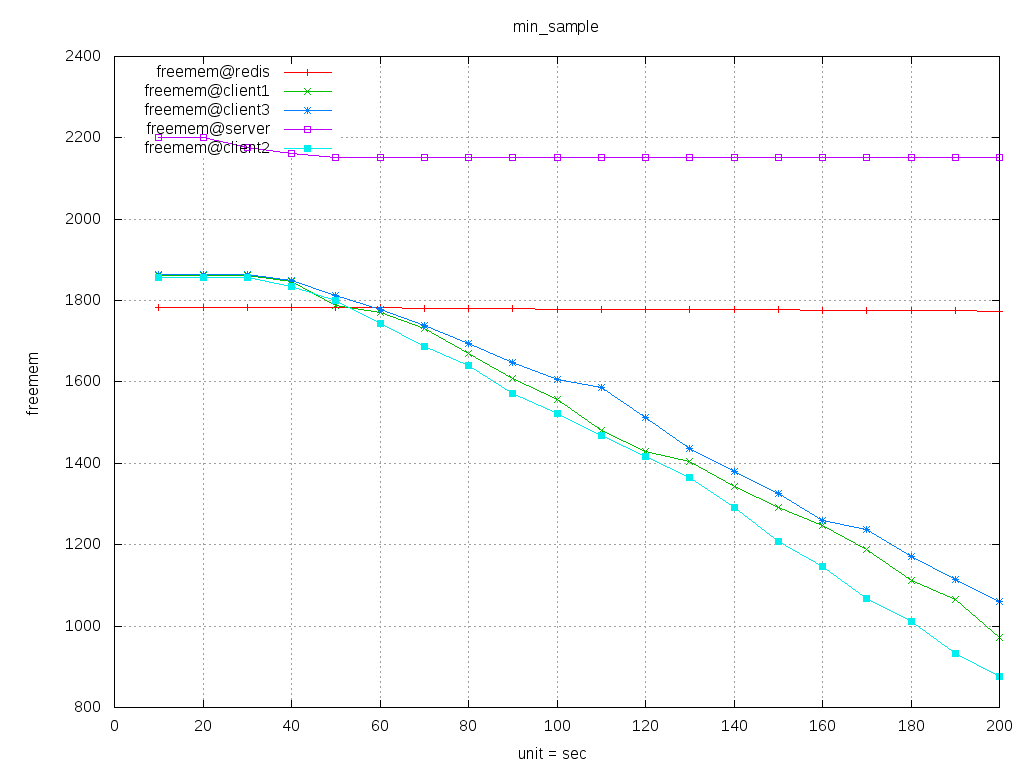 min_sample
2400
2200
2000
1800
1600
1400
1200
1000
800
freemem
freemem@redis
freemem@client1
freemem@client3
freemem@server
freemem@client2
0 20 40 60 80 100 120 140 160 180 200
unit = sec